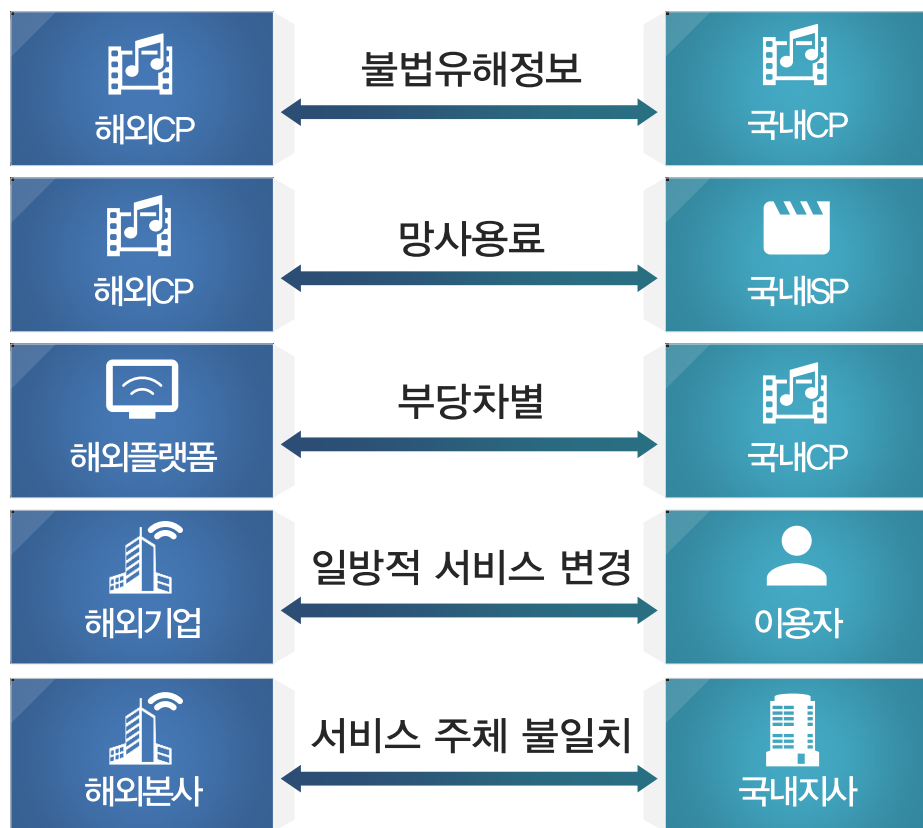 불법유해정보
해외CP
국내CP
망사용료
해외CP
국내ISP
부당차별
해외플랫폼
국내CP
일방적 서비스 변경
해외기업
이용자
서비스 주체 불일치
해외본사
국내지사